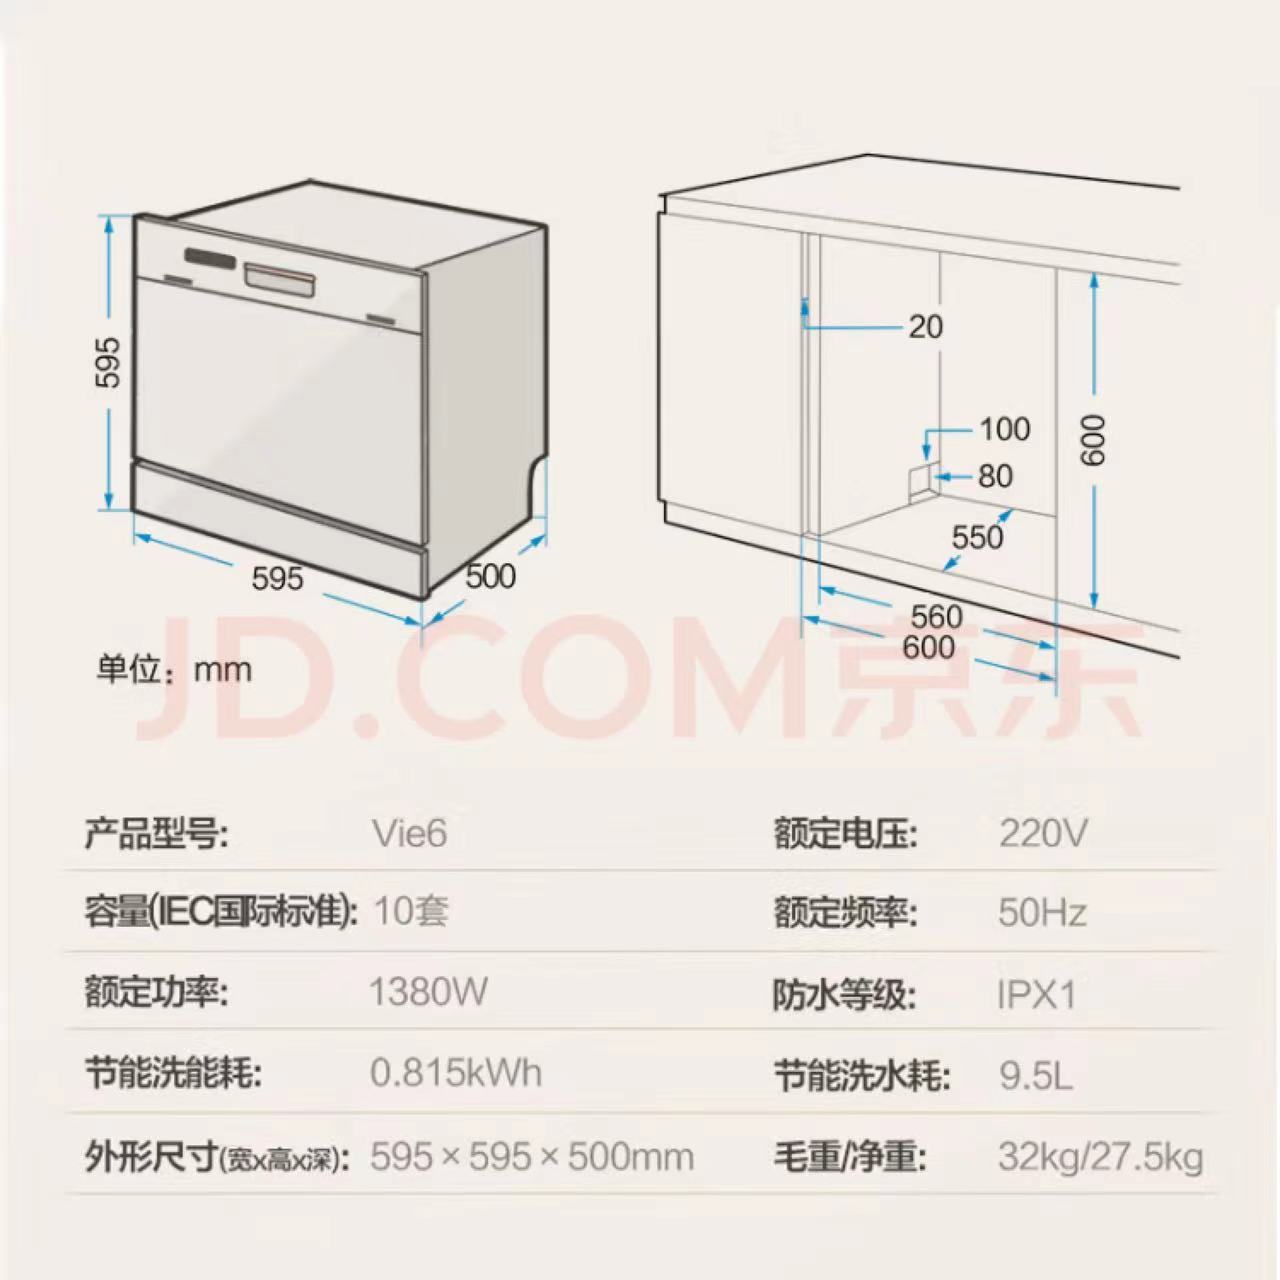 595
595
500
单位：mm
20
100
80
550
560
600
600
JD.COM京东
产品型号: Vie6 额定电压: 220V
容量(IEC国际标准): 10套 额定频率: 50Hz
额定功率: 1380W 防水等级: IPX1
节能洗能耗: 0.815kWh 节能洗水耗: 9.5L
外形尺寸(宽x高x深): 595×595×500mm 毛重/净重: 32kg/27.5kg